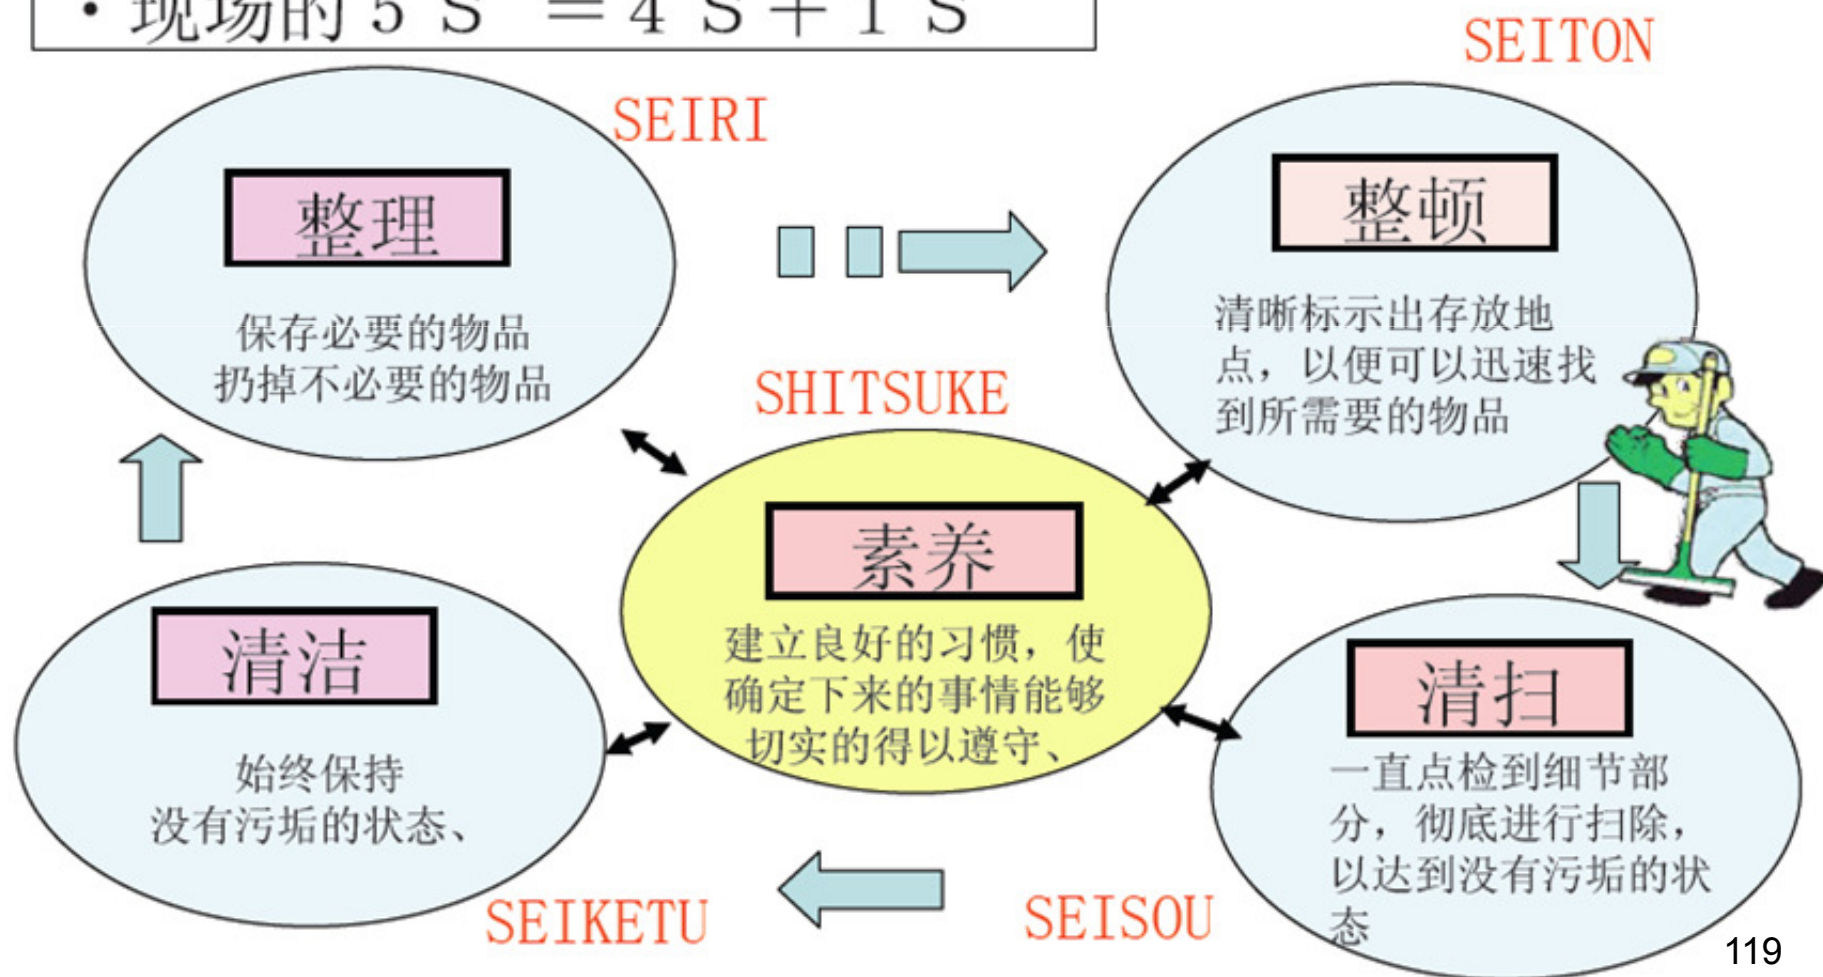 ·现场的5S =4S+1S
SEIRI
整理
保存必要的物品
扔掉不必要的物品
SEITON
整顿
清晰标示出存放地
点，以便可以迅速找
到所需要的物品
SHITSUKE
素养
建立良好的习惯，使
确定下来的事情能够
切实的得以遵守、
清洁
始终保持
没有污垢的状态、
SEIKETU
清扫
一直点检到细节部
分，彻底进行扫除，
以达到没有污垢的状
态
SEISOU
119